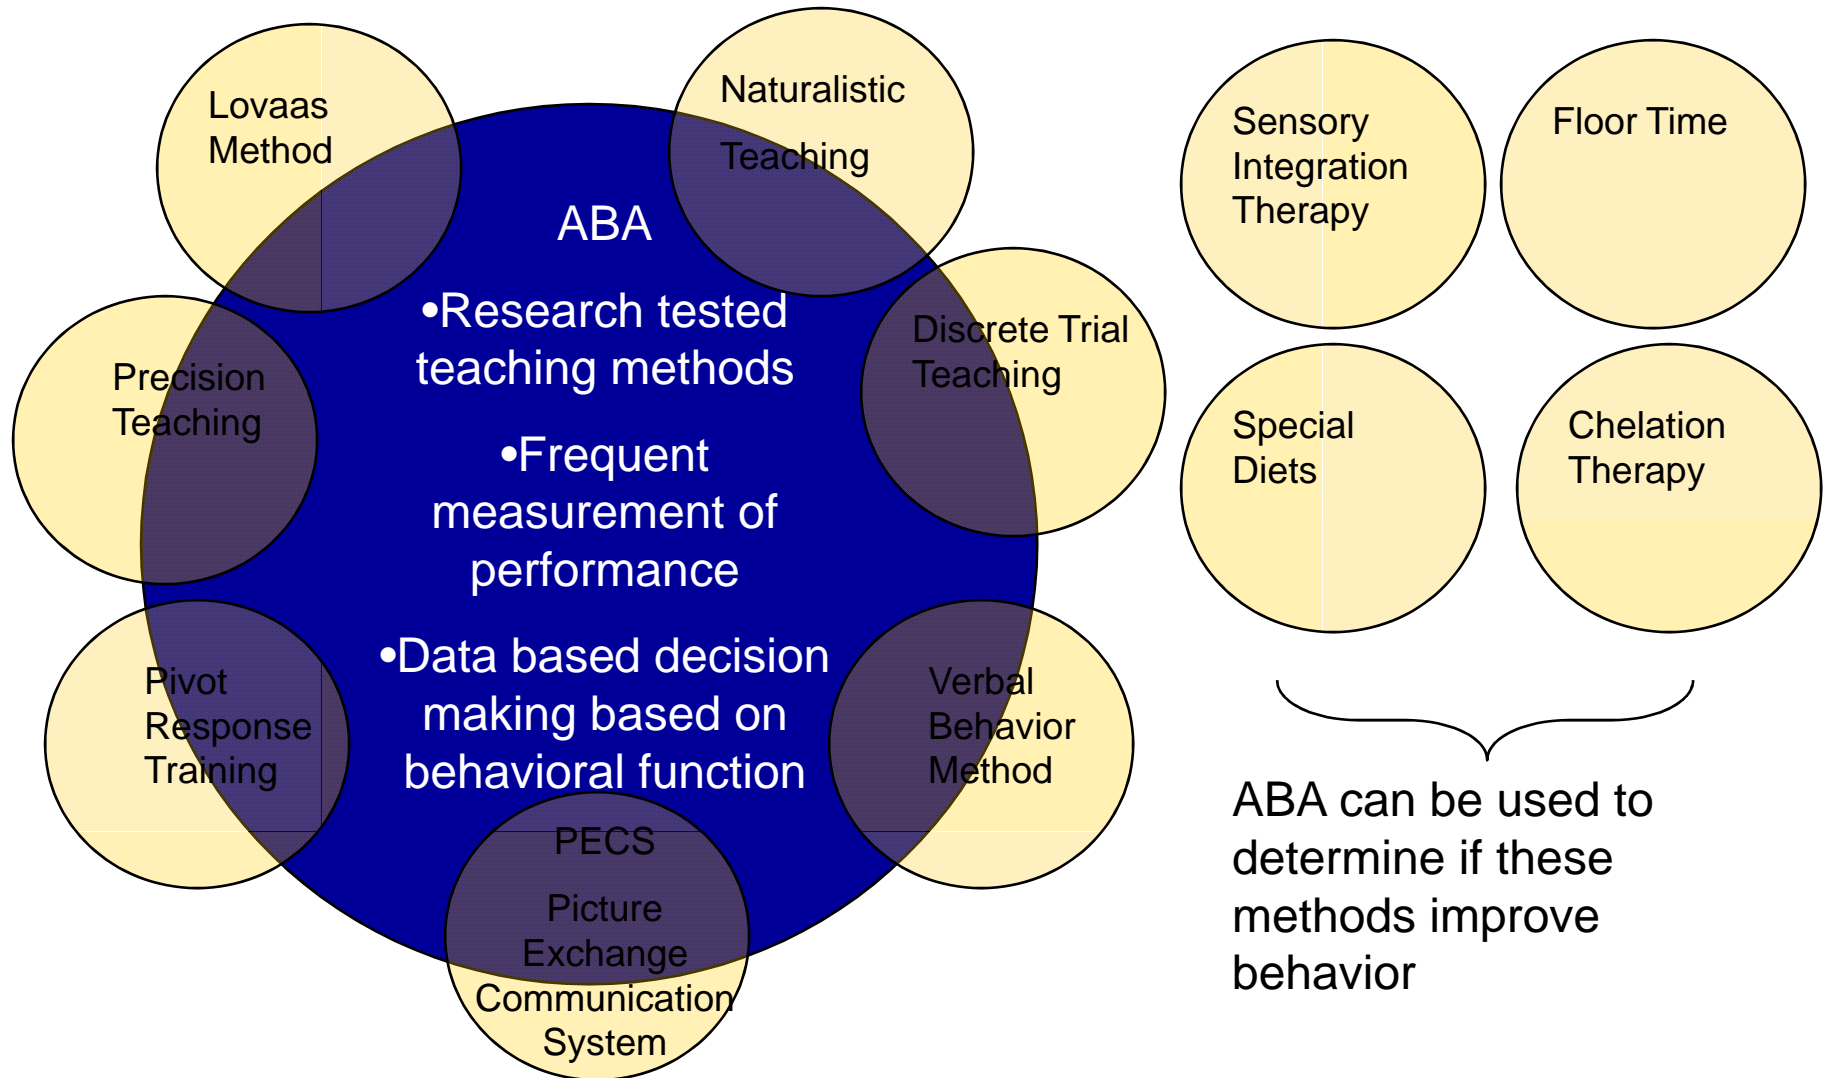 Lovaas
Method
Naturalistic
Teaching
Precision
Teaching
ABA
•Research tested
teaching methods
•Frequent
measurement of
performance
•Data based decision
making based on
behavioral function
Discrete Trial
Teaching
Pivot
Response
Training
PECS
Picture
Exchange
Communication
System
Verbal
Behavior
Method
Sensory
Integration
Therapy
Floor Time
Special
Diets
Chelation
Therapy
ABA can be used to
determine if these
methods improve
behavior